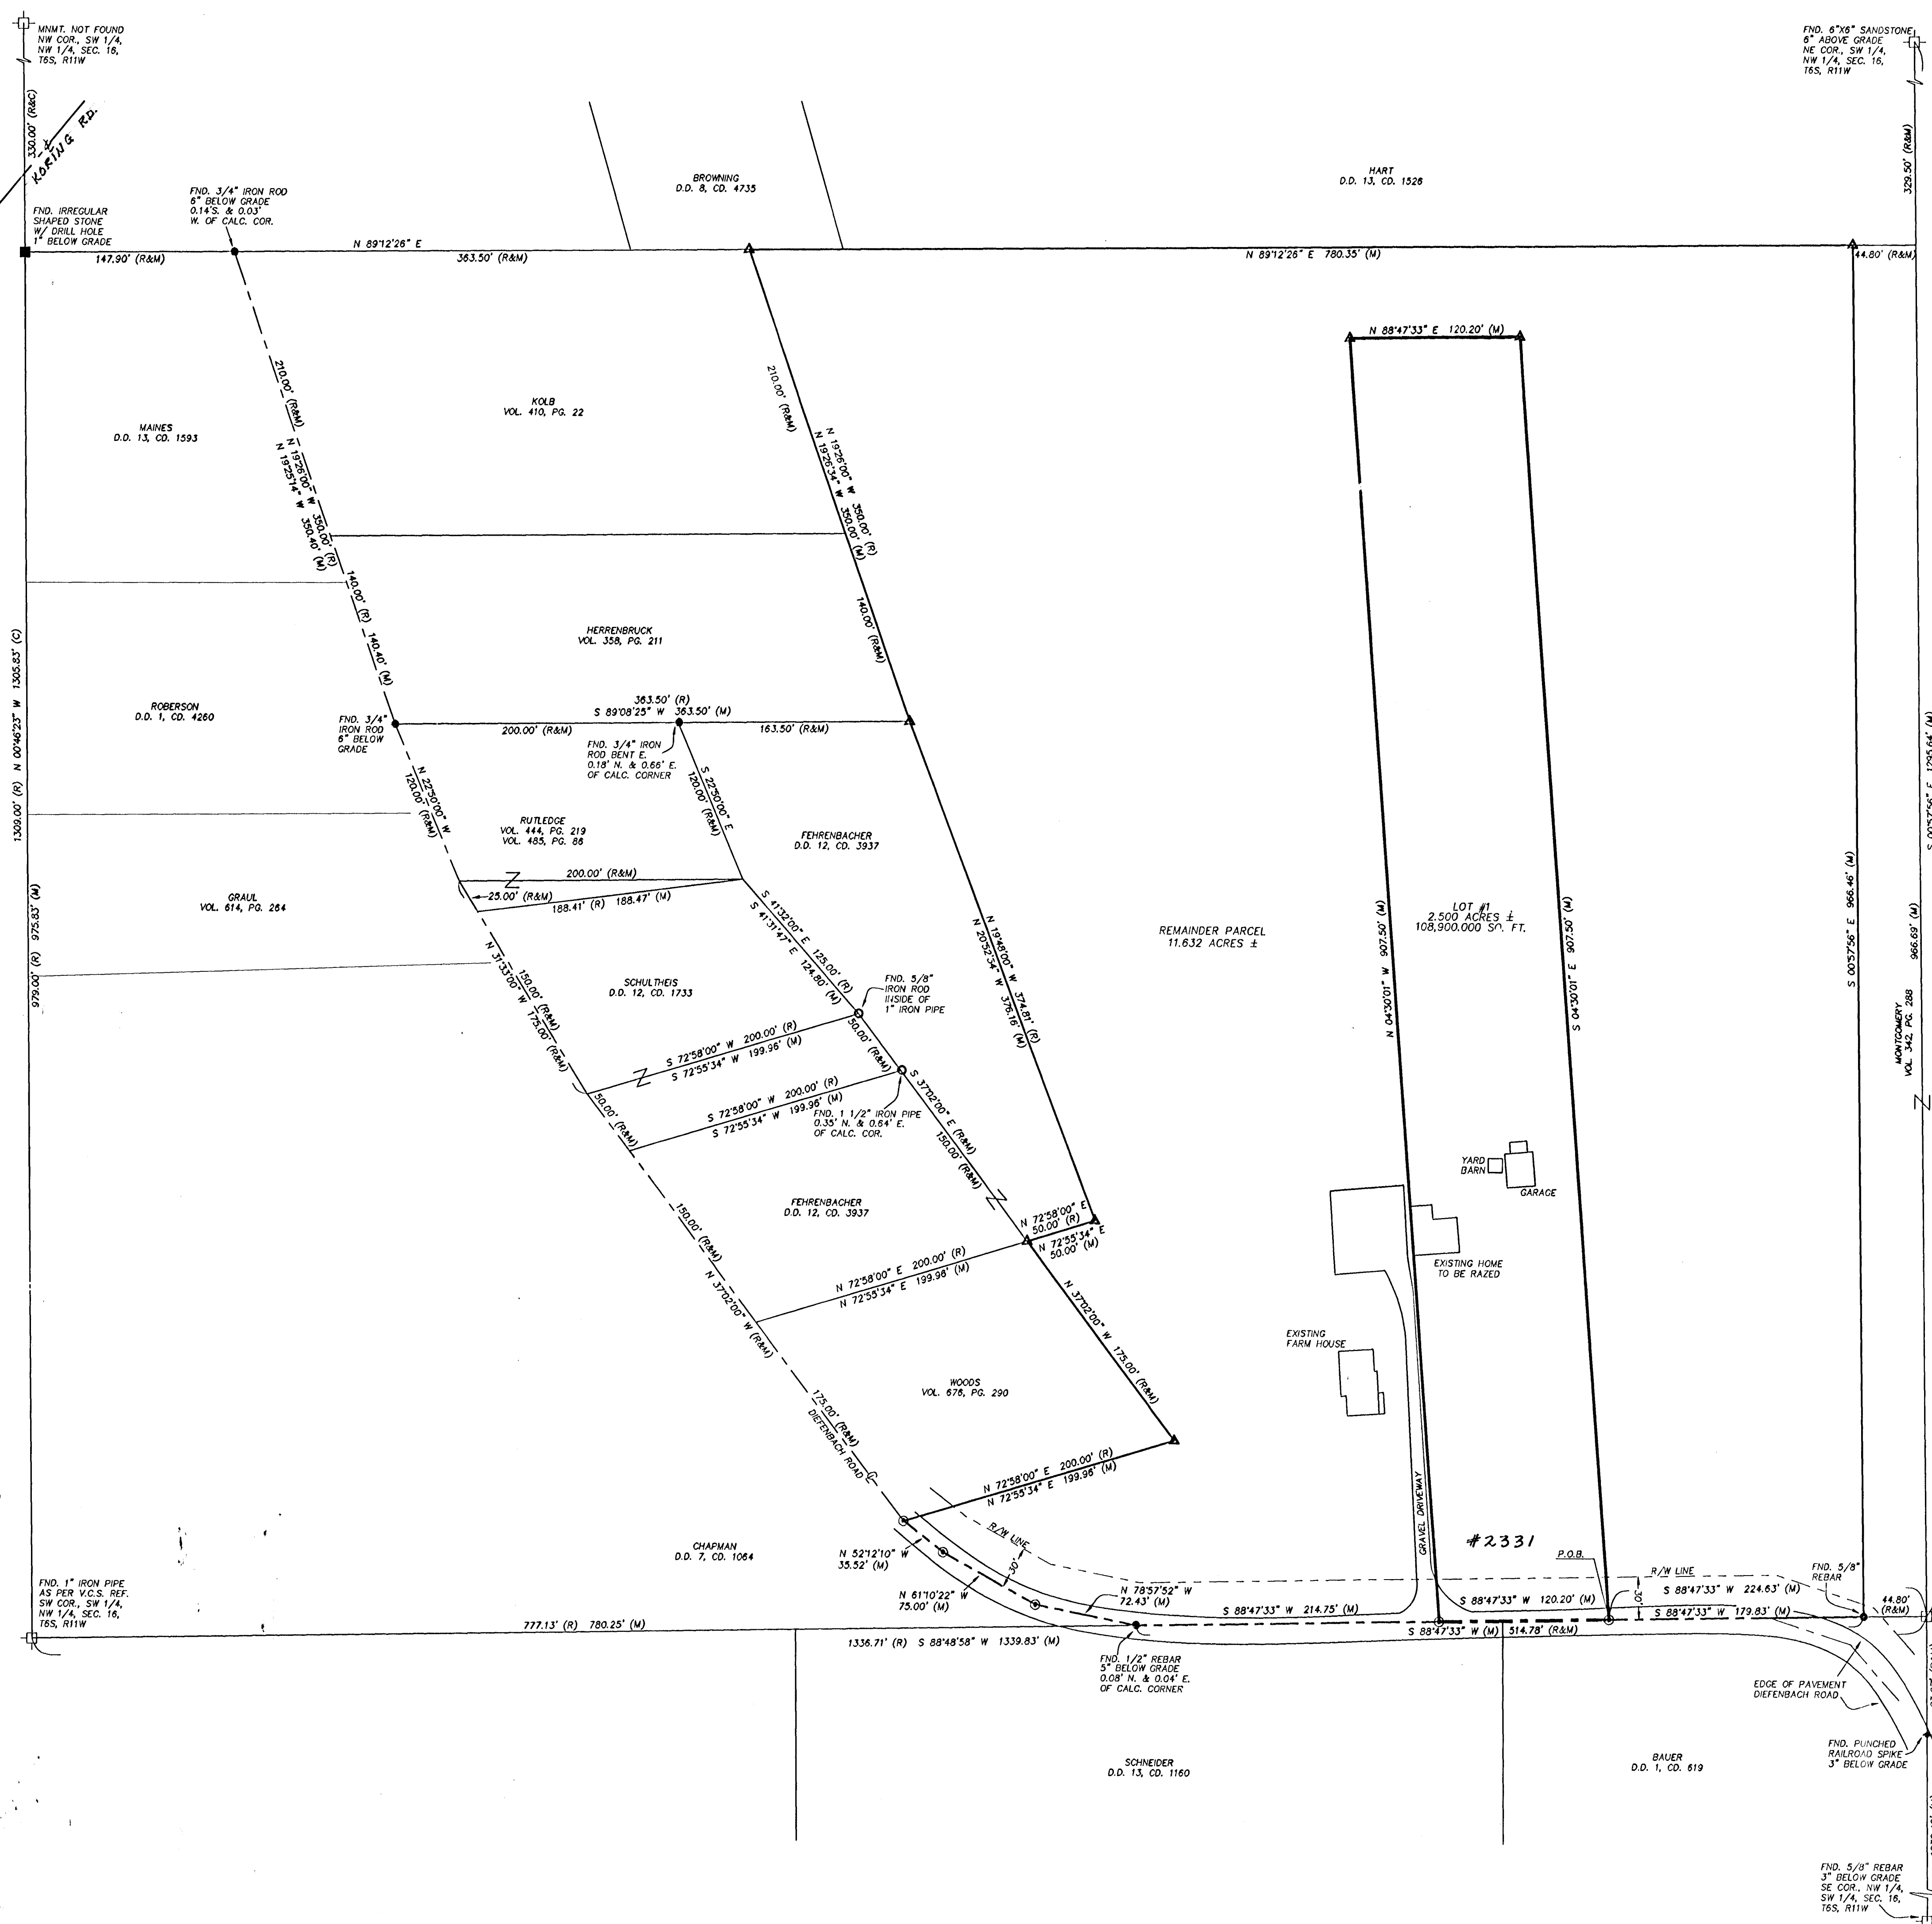 MNMT. NOT FOUND
NW COR., SW 1/4,
NW 1/4, SEC. 16,
T6S, R11W
FND. 6"X6" SANDSTONE
6" ABOVE GRADE
NE COR., SW 1/4,
NW 1/4, SEC. 16,
T6S, R11W
330.00' (R&C)
KORING RD.
329.50' (R&M)
BROWNING
D.D. 8, CD. 4735
HART
D.D. 13, CD. 1526
FND. 3/4" IRON ROD
6" BELOW GRADE
0.14'S. & 0.03'
W. OF CALC. COR.
FND. IRREGULAR
SHAPED STONE
W/ DRILL HOLE
1" BELOW GRADE
147.90' (R&M)
N 89°12'26" E
363.50' (R&M)
N 89°12'26" E 780.35' (M)
44.80' (R&M)
N 88°47'33" E 120.20' (M)
210.00' (R&M)
N 19°26'00" W 350.00' (R)
N 19°25'14" W 350.40' (M)
KOLB
VOL. 410, PG. 22
210.00' (R&M)
N 19°26'00" W 350.00' (R)
N 19°26'34" W 350.00' (M)
MAINES
D.D. 13, CD. 1593
140.00' (R) 140.40' (M)
140.00' (R&M)
HERRENBRUCK
VOL. 358, PG. 211
1309.00' (R) N 00°46'23" W 1305.83' (C)
ROBERSON
D.D. 1, CD. 4260
FND. 3/4"
IRON ROD
6" BELOW
GRADE
363.50' (R)
S 89°08'25" W 363.50' (M)
200.00' (R&M)
163.50' (R&M)
FND. 3/4" IRON
ROD BENT E.
0.18' N. & 0.66' E.
OF CALC. CORNER
N 22°50'00" W
120.00' (R&M)
S 22°50'00" E
120.00' (R&M)
RUTLEDGE
VOL. 444, PG. 219
VOL. 485, PG. 86
FEHRENBACHER
D.D. 12, CD. 3937
200.00' (R&M)
25.00' (R&M)
188.41' (R) 188.47' (M)
GRAUL
VOL. 614, PG. 264
979.00' (R) 975.83' (M)
S 41°32'00" E 125.00' (R)
S 41°31'47" E 124.80' (M)
N 19°48'00" W 374.81' (R)
N 20°52'34" W 376.16' (M)
REMAINDER PARCEL
11.632 ACRES ±
LOT #1
2.500 ACRES ±
108,900.000 SQ. FT.
N 04°30'01" W 907.50' (M)
S 04°30'01" E 907.50' (M)
S 00°57'56" E 966.46' (M)
966.69' (M)
S 00°57'56" E 1295.64' (M)
MONTGOMERY
VOL. 342, PG. 288
SCHULTHEIS
D.D. 12, CD. 1733
150.00' (R&M)
N 31°33'00" W 175.00' (R&M)
FND. 5/8"
IRON ROD
INSIDE OF
1" IRON PIPE
S 72°58'00" W 200.00' (R)
S 72°55'34" W 199.96' (M)
50.00' (R&M)
50.00' (R&M)
S 72°58'00" W 200.00' (R)
S 72°55'34" W 199.96' (M)
FND. 1 1/2" IRON PIPE
0.35' N. & 0.64' E.
OF CALC. COR.
S 37°02'00" E (R&M)
150.00' (R&M)
YARD
BARN
GARAGE
FEHRENBACHER
D.D. 12, CD. 3937
150.00' (R&M)
N 37°02'00" W (R&M)
N 72°58'00" E
50.00' (R)
N 72°55'34" E
50.00' (M)
N 72°58'00" E 200.00' (R)
N 72°55'34" E 199.96' (M)
EXISTING HOME
TO BE RAZED
N 37°02'00" W 175.00' (R&M)
EXISTING
FARM HOUSE
WOODS
VOL. 676, PG. 290
175.00' (R&M)
DIEFENBACH ROAD
N 72°58'00" E 200.00' (R)
N 72°55'34" E 199.96' (M)
GRAVEL DRIVEWAY
R/W LINE
30'
#2331
P.O.B.
CHAPMAN
D.D. 7, CD. 1064
N 52°12'10" W
35.52' (M)
N 61°10'22" W
75.00' (M)
N 78°57'52" W
72.43' (M)
S 88°47'33" W 214.75' (M)
S 88°47'33" W 120.20' (M)
30'
R/W LINE
S 88°47'33" W 224.63' (M)
S 88°47'33" W 179.83' (M)
FND. 5/8"
REBAR
44.80'
(R&M)
FND. 1" IRON PIPE
AS PER V.C.S. REF.
SW COR., SW 1/4,
NW 1/4, SEC. 16,
T6S, R11W
777.13' (R) 780.25' (M)
1336.71' (R) S 88°48'58" W 1339.83' (M)
S 88°47'33" W (M) 514.78' (R&M)
FND. 1/2" REBAR
5" BELOW GRADE
0.08' N. & 0.04' E.
OF CALC. CORNER
EDGE OF PAVEMENT
DIEFENBACH ROAD
FND. PUNCHED
RAILROAD SPIKE
3" BELOW GRADE
SCHNEIDER
D.D. 13, CD. 1160
BAUER
D.D. 1, CD. 619
FND. 5/8" REBAR
3" BELOW GRADE
SE COR., NW 1/4,
SW 1/4, SEC. 16,
T6S, R11W